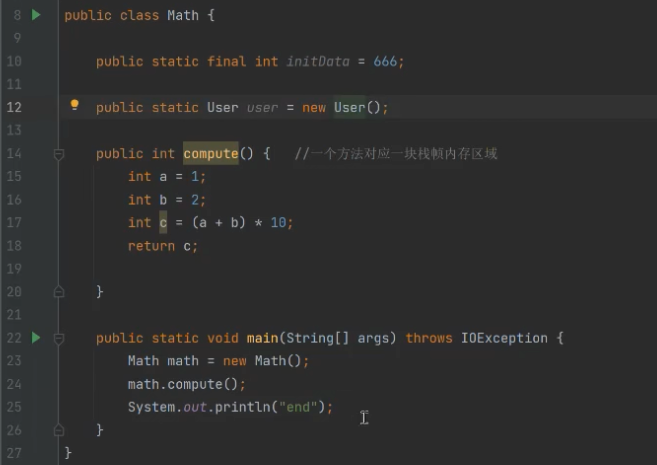 8 public class Math {
9
10 public static final int initData = 666;
11
12 public static User user = new User();
13
14 public int compute() { //一个方法对应一块栈帧内存区域
15 int a = 1;
16 int b = 2;
17 int c = (a + b) * 10;
18 return c;
19
20 }
21
22 public static void main(String[] args) throws IOException {
23 Math math = new Math();
24 math.compute();
25 System.out.println("end");
26 }
27 }